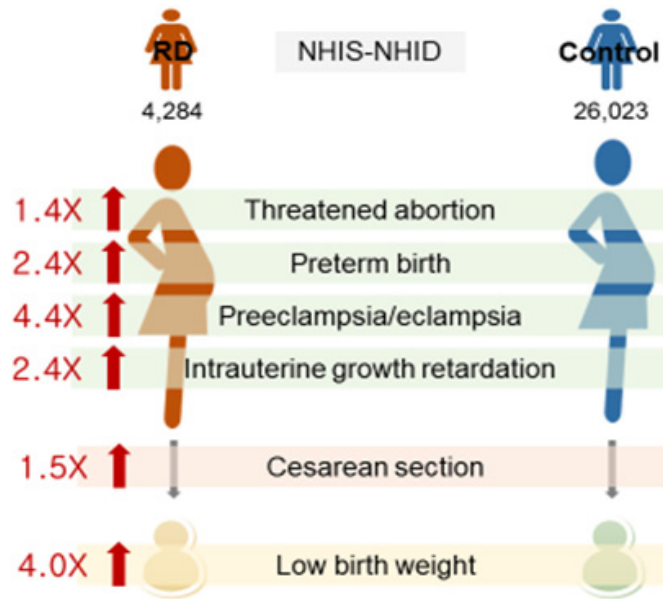 RD NHIS-NHID Control
4,284 26,023
1.4X Threatened abortion
2.4X Preterm birth
4.4X Preeclampsia/eclampsia
2.4X Intrauterine growth retardation
1.5X Cesarean section
4.0X Low birth weight